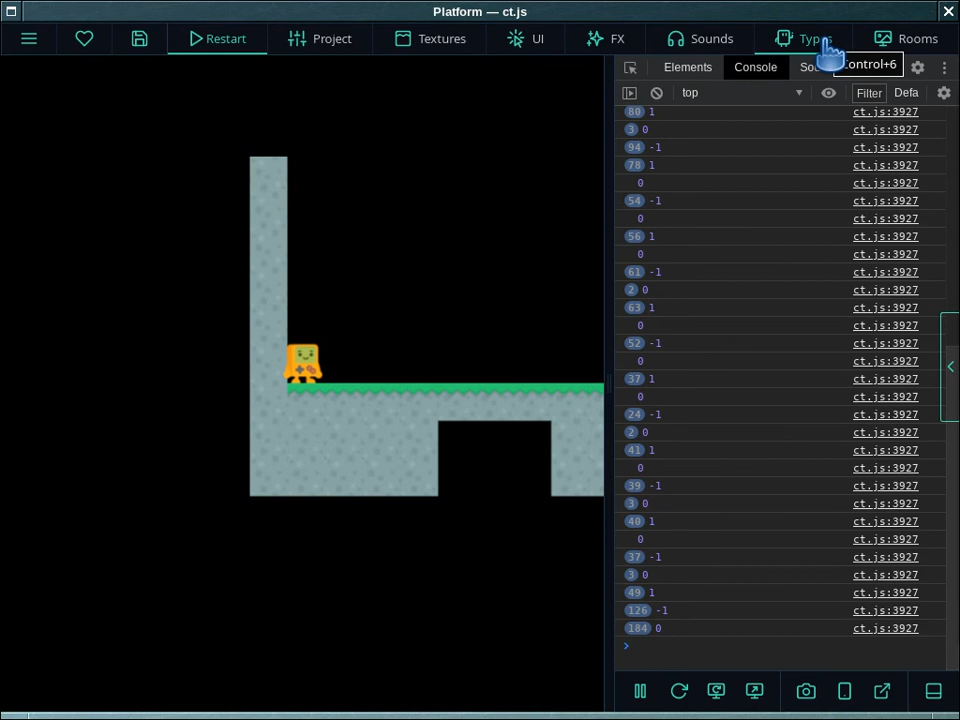 Platform — ct.js
Restart
Project
Textures
UI
FX
Sounds
Rooms
Control+6
Elements
Console
top
Filter
Defa
80 1 ct.js:3927
3 0 ct.js:3927
94 -1 ct.js:3927
78 1 ct.js:3927
0 ct.js:3927
54 -1 ct.js:3927
0 ct.js:3927
56 1 ct.js:3927
0 ct.js:3927
61 -1 ct.js:3927
2 0 ct.js:3927
63 1 ct.js:3927
0 ct.js:3927
52 -1 ct.js:3927
0 ct.js:3927
37 1 ct.js:3927
0 ct.js:3927
24 -1 ct.js:3927
2 0 ct.js:3927
41 1 ct.js:3927
0 ct.js:3927
39 -1 ct.js:3927
3 0 ct.js:3927
40 1 ct.js:3927
0 ct.js:3927
37 -1 ct.js:3927
3 0 ct.js:3927
49 1 ct.js:3927
126 -1 ct.js:3927
184 0 ct.js:3927